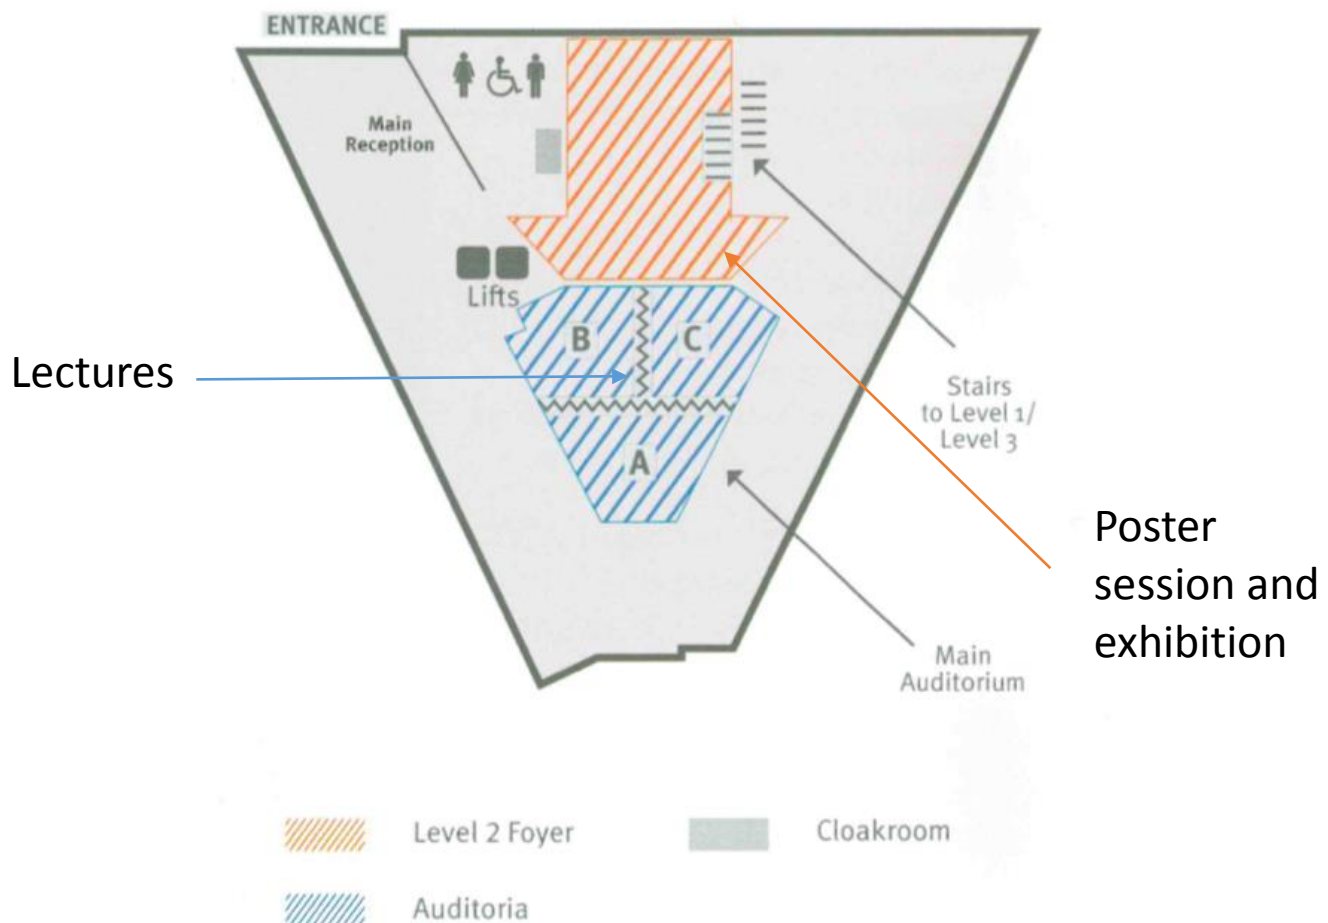 ENTRANCE
Main
Reception
Lifts
B
C
Lectures
A
Stairs
to Level 1/
Level 3
Poster
session and
exhibition
Main
Auditorium
Level 2 Foyer
Cloakroom
Auditoria